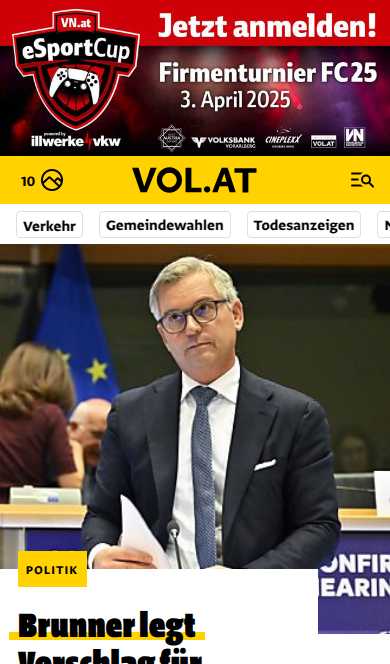 VN.at
eSportCup
powered by
illwerke vkw
Jetzt anmelden!
Firmenturnier FC25
3. April 2025
VOLKSBANK
VORARLBERG
CINEPLEXX
VOL.AT
VN
10
VOL.AT
Verkehr
Gemeindewahlen
Todesanzeigen
N
ONFIR
HEARIN
POLITIK
Brunner legt
Vorschlag für